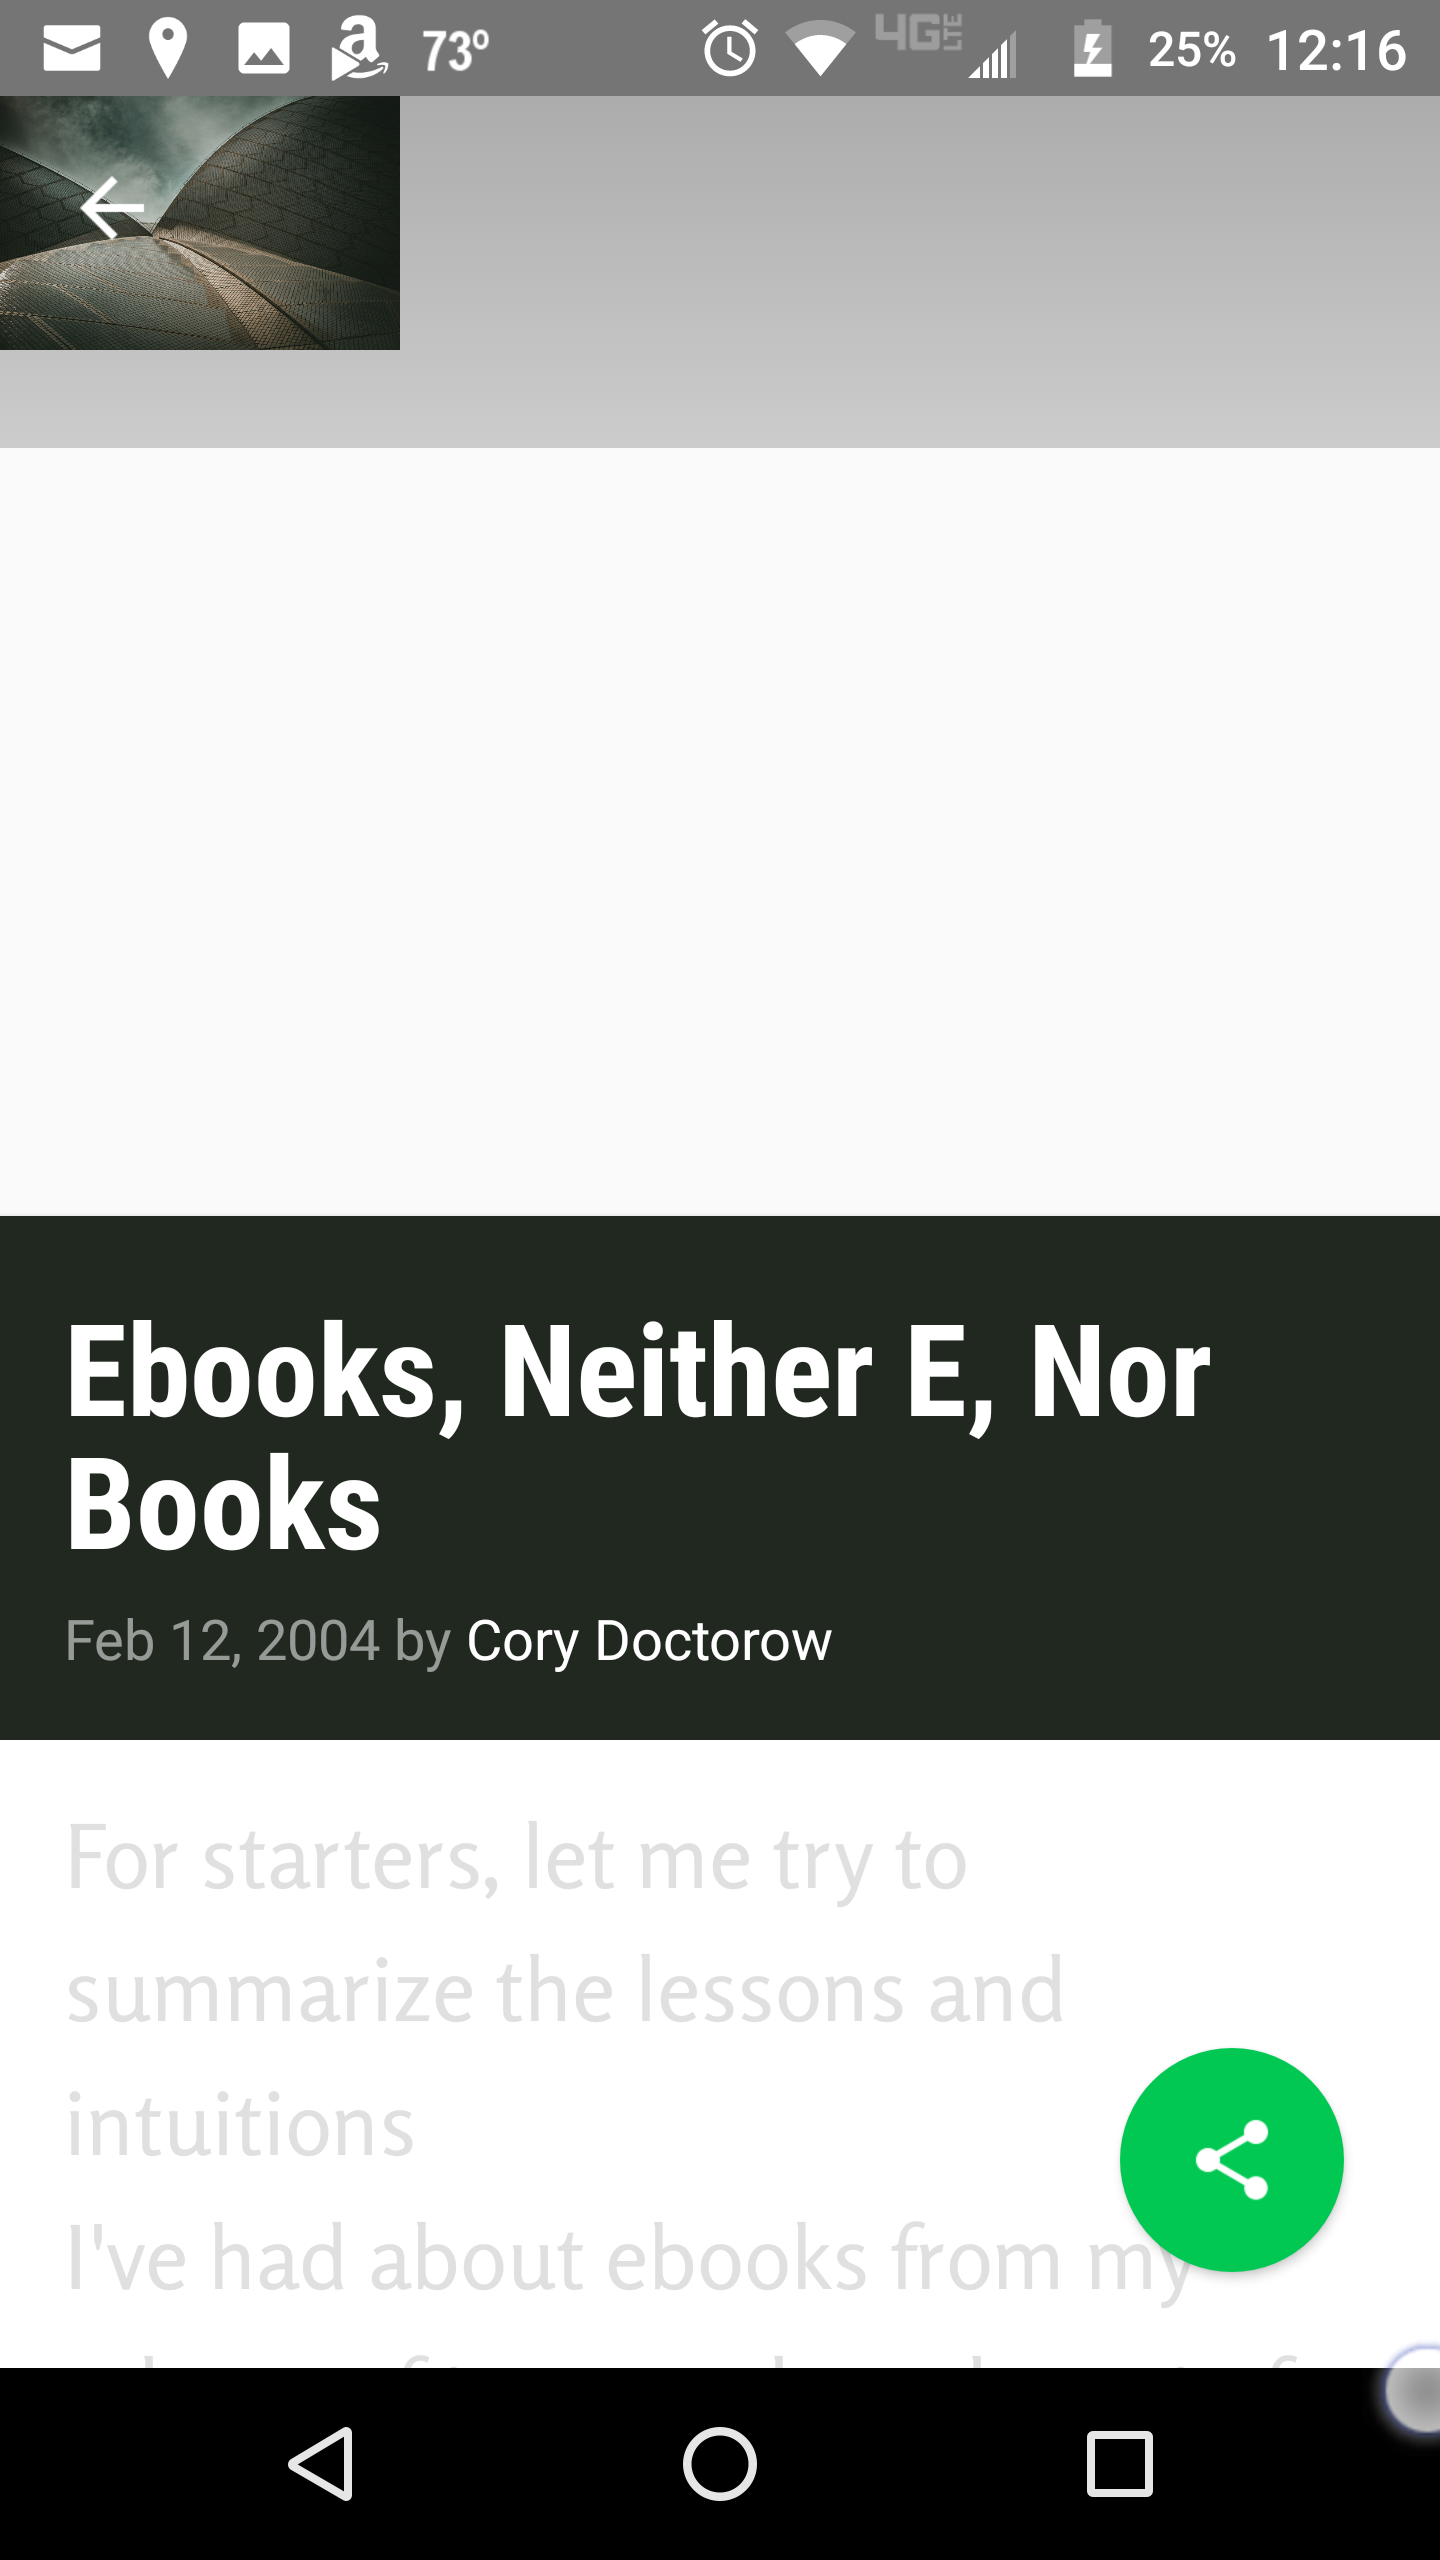 73° 4G LTE 25% 12:16
Ebooks, Neither E, Nor
Books
Feb 12, 2004 by Cory Doctorow
For starters, let me try to
summarize the lessons and
intuitions
I've had about ebooks from my